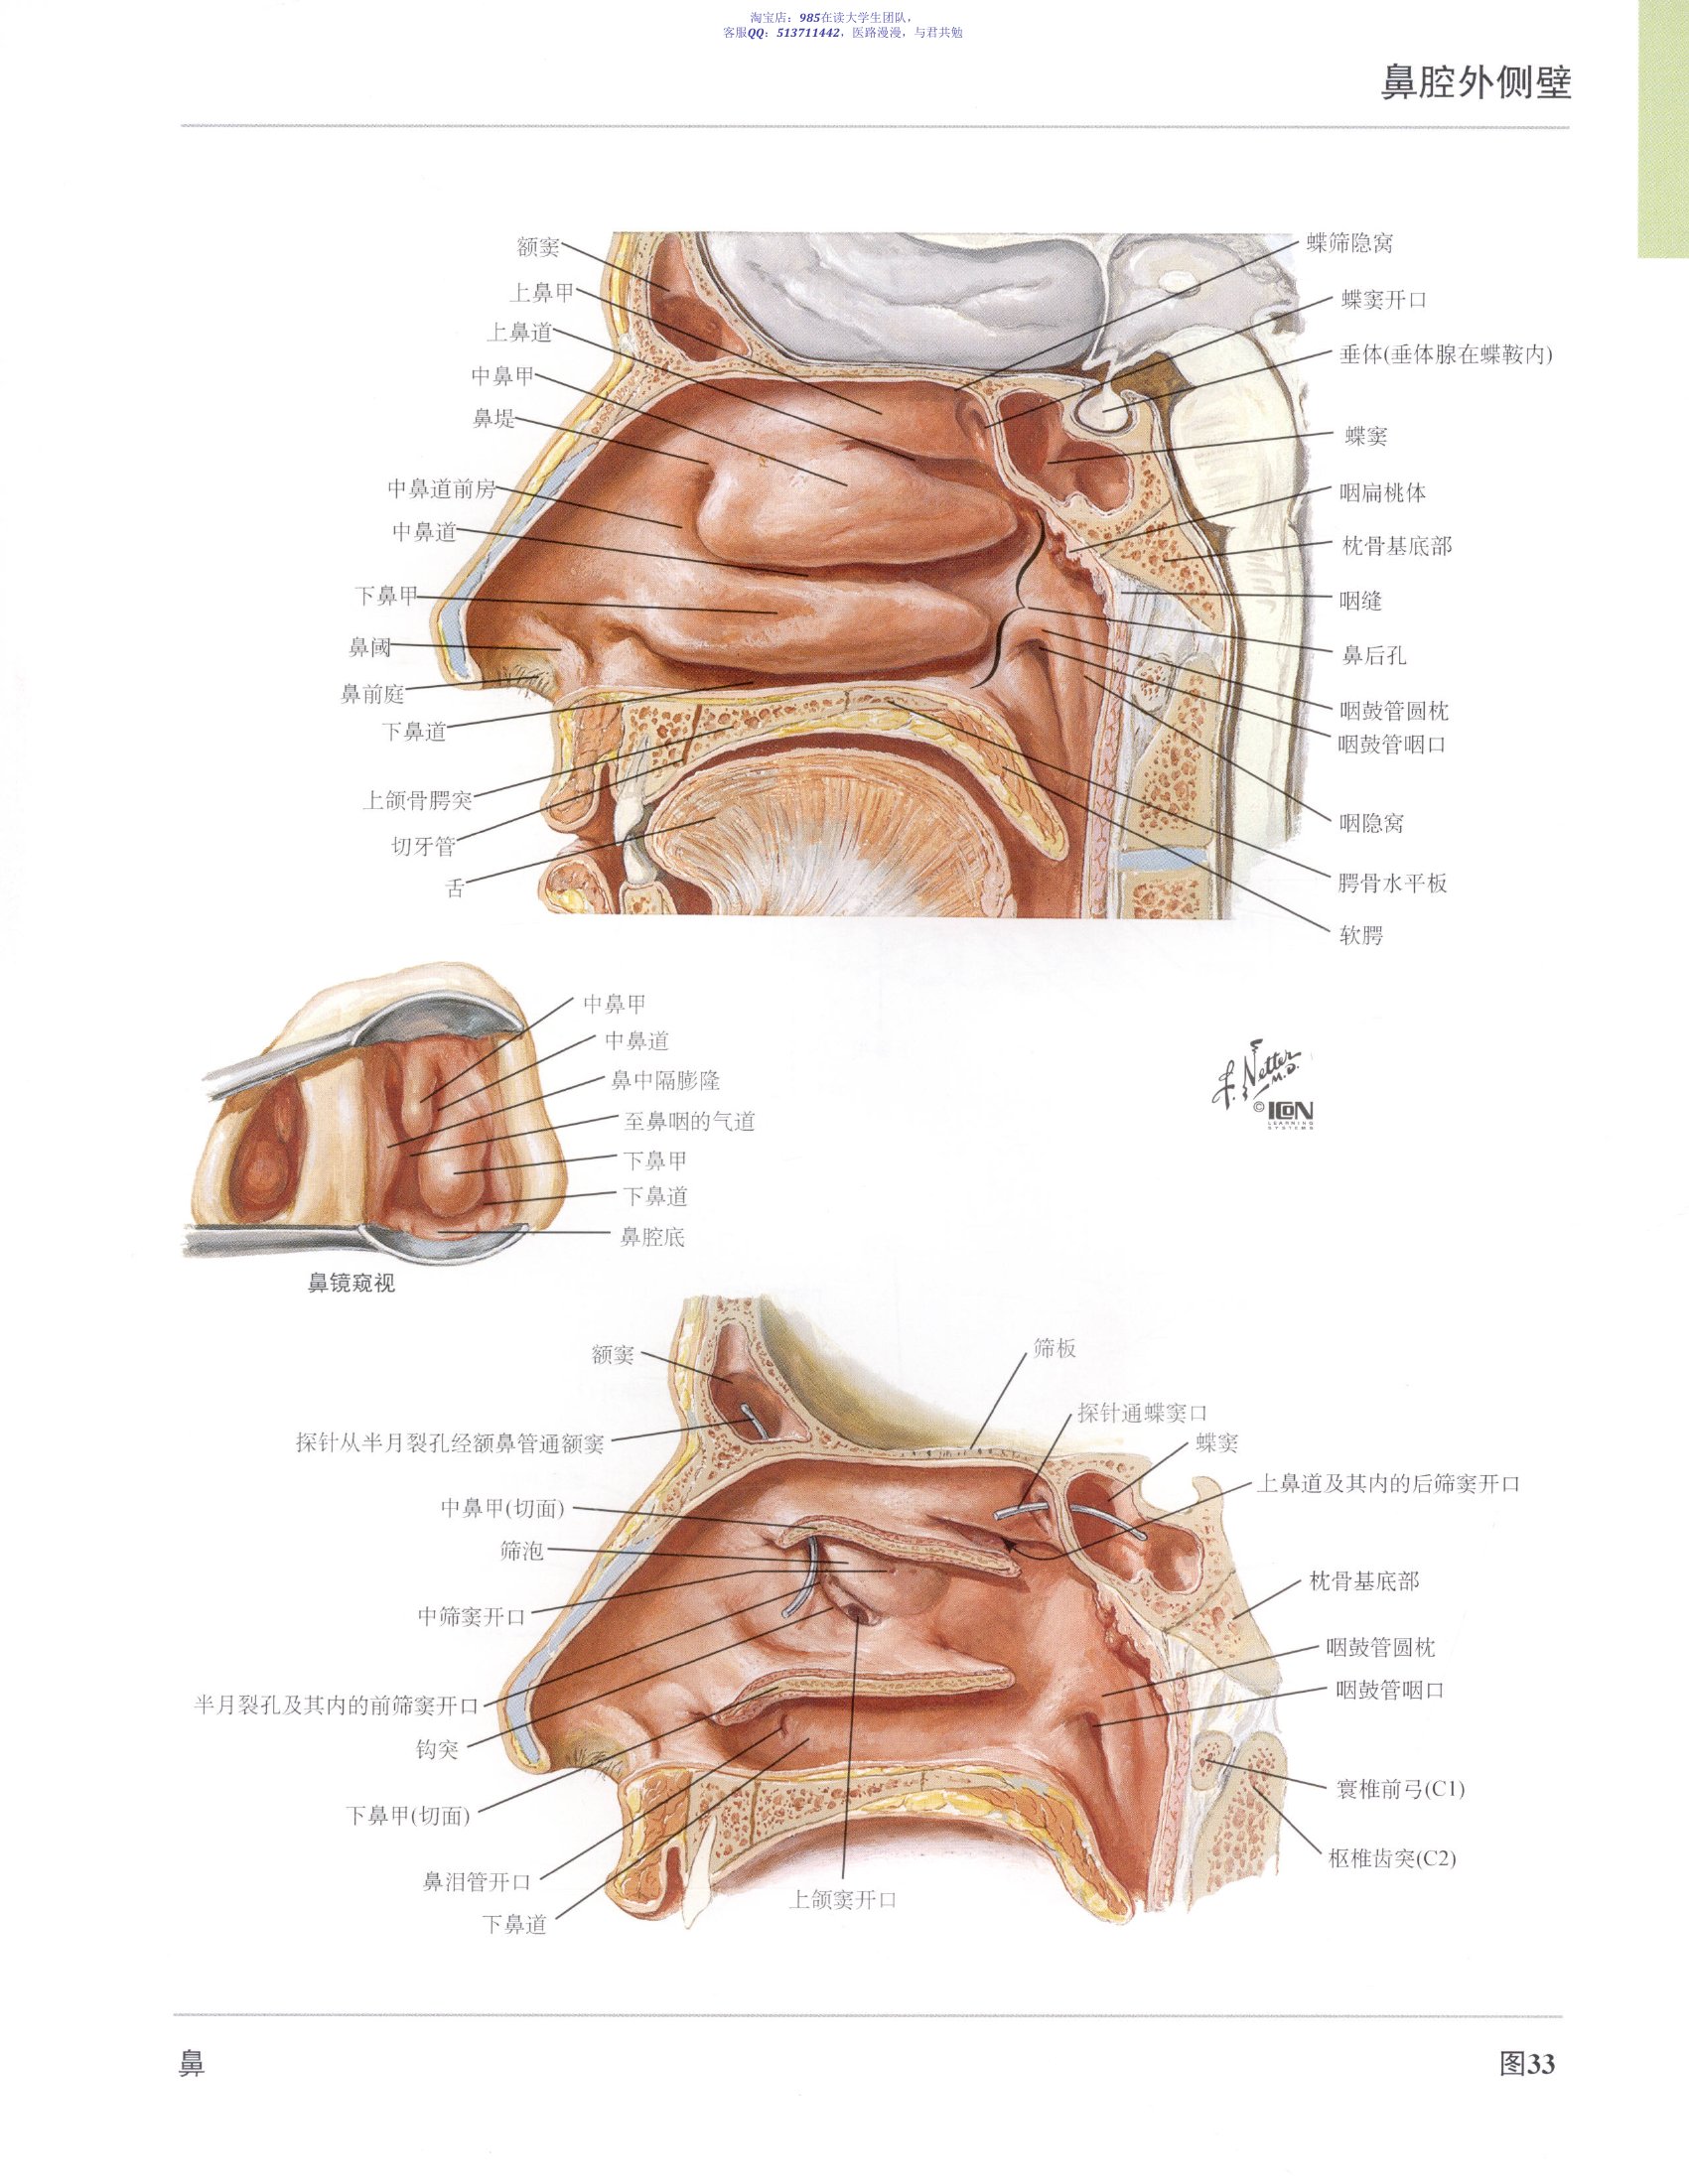 淘宝店：985在读大学生团队，
客服QQ：513711442，医路漫漫，与君共勉
鼻腔外侧壁
额窦
上鼻甲
上鼻道
中鼻甲
鼻堤
中鼻道前房
中鼻道
下鼻甲
鼻阈
鼻前庭
下鼻道
上颌骨腭突
切牙管
舌
蝶筛隐窝
蝶窦开口
垂体(垂体腺在蝶鞍内)
蝶窦
咽扁桃体
枕骨基底部
咽缝
鼻后孔
咽鼓管圆枕
咽鼓管咽口
咽隐窝
腭骨水平板
软腭
中鼻甲
中鼻道
鼻中隔膨隆
至鼻咽的气道
下鼻甲
下鼻道
鼻腔底
鼻镜窥视
F. Netter
M.D.
© ICON
LEARNING
SYSTEMS
额窦
探针从半月裂孔经额鼻管通额窦
中鼻甲(切面)
筛泡
中筛窦开口
半月裂孔及其内的前筛窦开口
钩突
下鼻甲(切面)
鼻泪管开口
下鼻道
上颌窦开口
筛板
探针通蝶窦口
蝶窦
上鼻道及其内的后筛窦开口
枕骨基底部
咽鼓管圆枕
咽鼓管咽口
寰椎前弓(C1)
枢椎齿突(C2)
鼻
图33